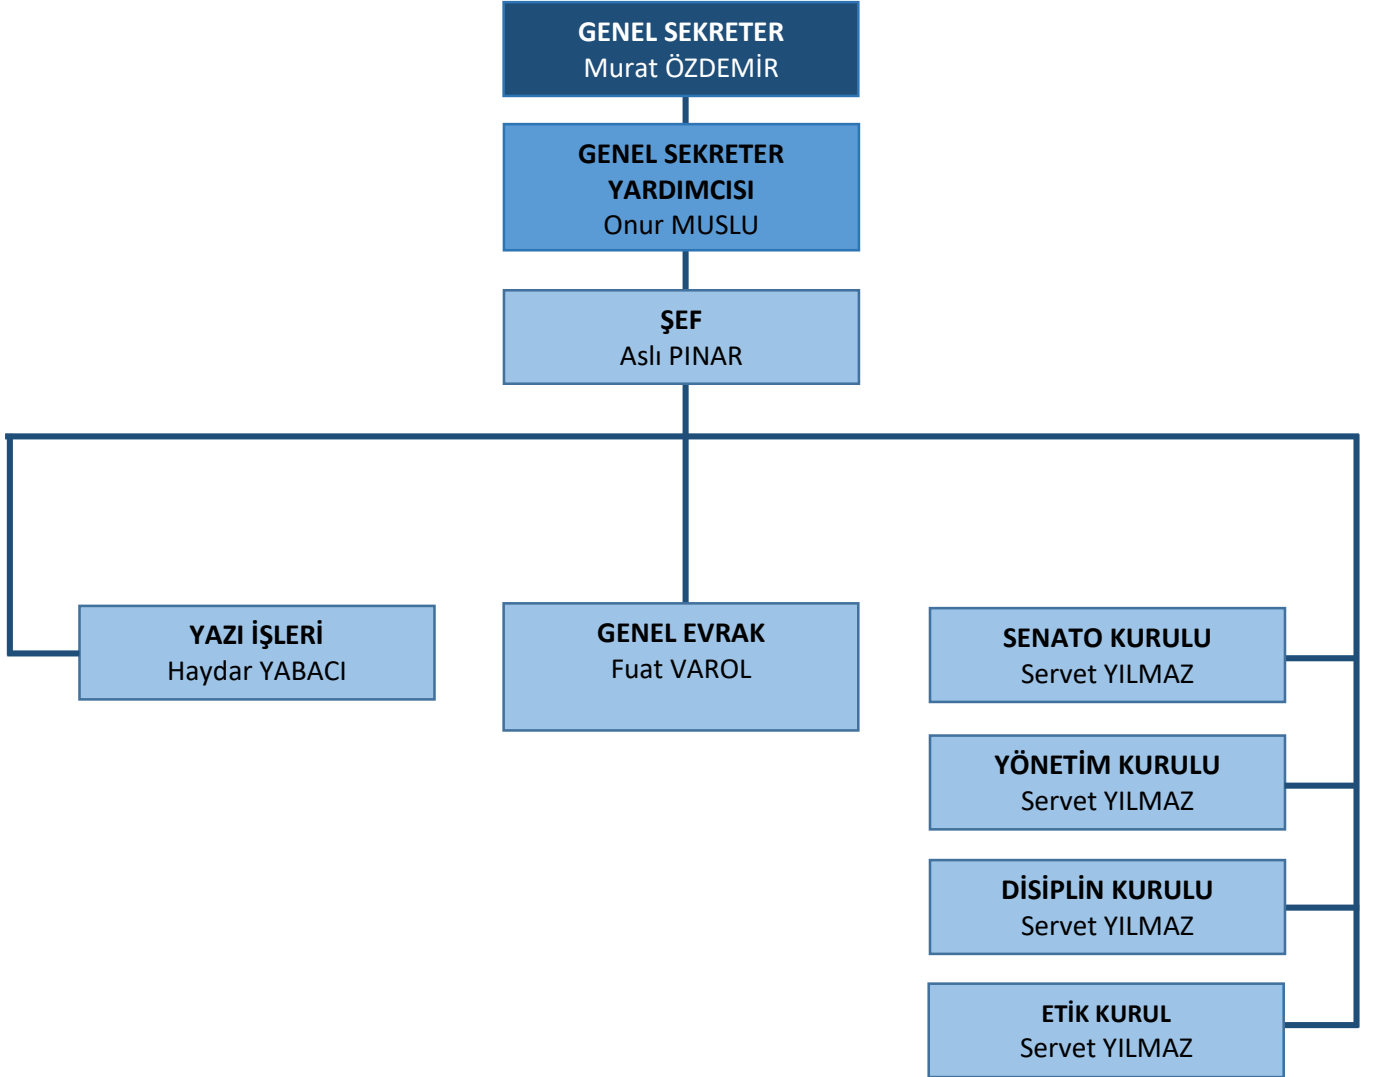 GENEL SEKRETER
Murat ÖZDEMİR
GENEL SEKRETER
YARDIMCISI
Onur MUSLU
ŞEF
Aslı PINAR
YAZI İŞLERİ
Haydar YABACI
GENEL EVRAK
Fuat VAROL
SENATO KURULU
Servet YILMAZ
YÖNETİM KURULU
Servet YILMAZ
DİSİPLİN KURULU
Servet YILMAZ
ETİK KURUL
Servet YILMAZ